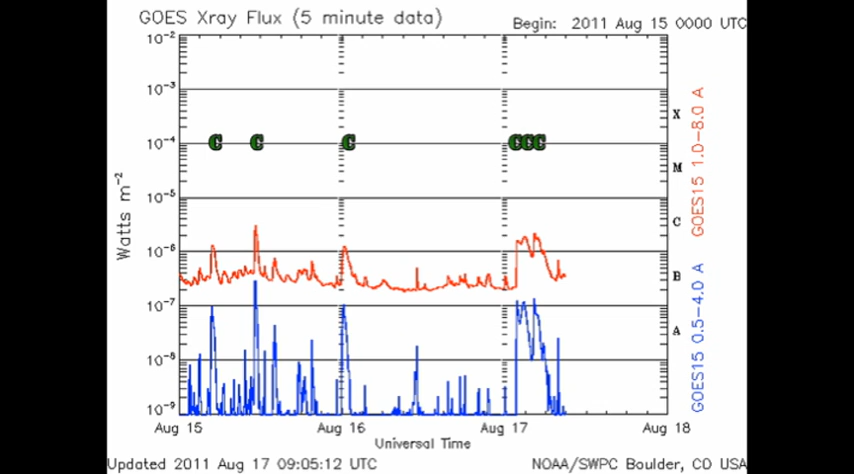 GOES Xray Flux (5 minute data)
Begin: 2011 Aug 15 0000 UTC
10⁻²
10⁻³
10⁻⁴
10⁻⁵
10⁻⁶
10⁻⁷
10⁻⁸
10⁻⁹
Watts m⁻²
C C C CCC
X
M
C
B
A
GOES15 1.0-8.0 A
GOES15 0.5-4.0 A
Aug 15 Aug 16 Aug 17 Aug 18
Universal Time
Updated 2011 Aug 17 09:05:12 UTC
NOAA/SWPC Boulder, CO USA